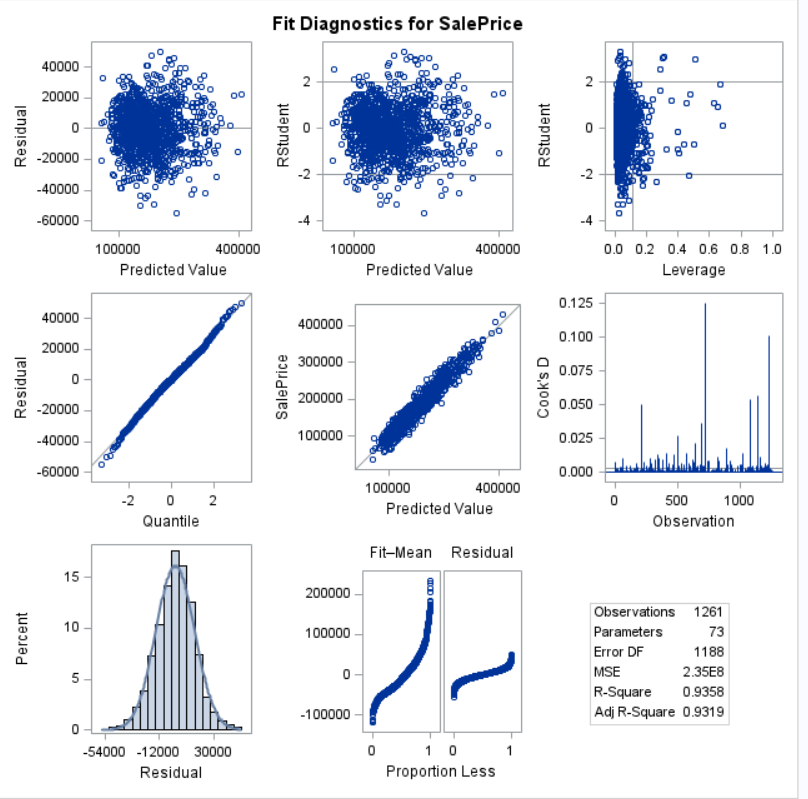 Fit Diagnostics for SalePrice
40000
20000
0
-20000
-40000
-60000
Residual
100000 400000
Predicted Value
2
0
-2
-4
RStudent
100000 400000
Predicted Value
2
0
-2
-4
RStudent
0.0 0.2 0.4 0.6 0.8 1.0
Leverage
40000
20000
0
-20000
-40000
-60000
Residual
-2 0 2
Quantile
400000
300000
200000
100000
SalePrice
100000 400000
Predicted Value
0.125
0.100
0.075
0.050
0.025
0.000
Cook's D
0 500 1000
Observation
15
10
5
0
Percent
-54000 -12000 30000
Residual
Fit–Mean Residual
200000
100000
0
-100000
0 1 0 1
Proportion Less
Observations 1261
Parameters 73
Error DF 1188
MSE 2.35E8
R-Square 0.9358
Adj R-Square 0.9319